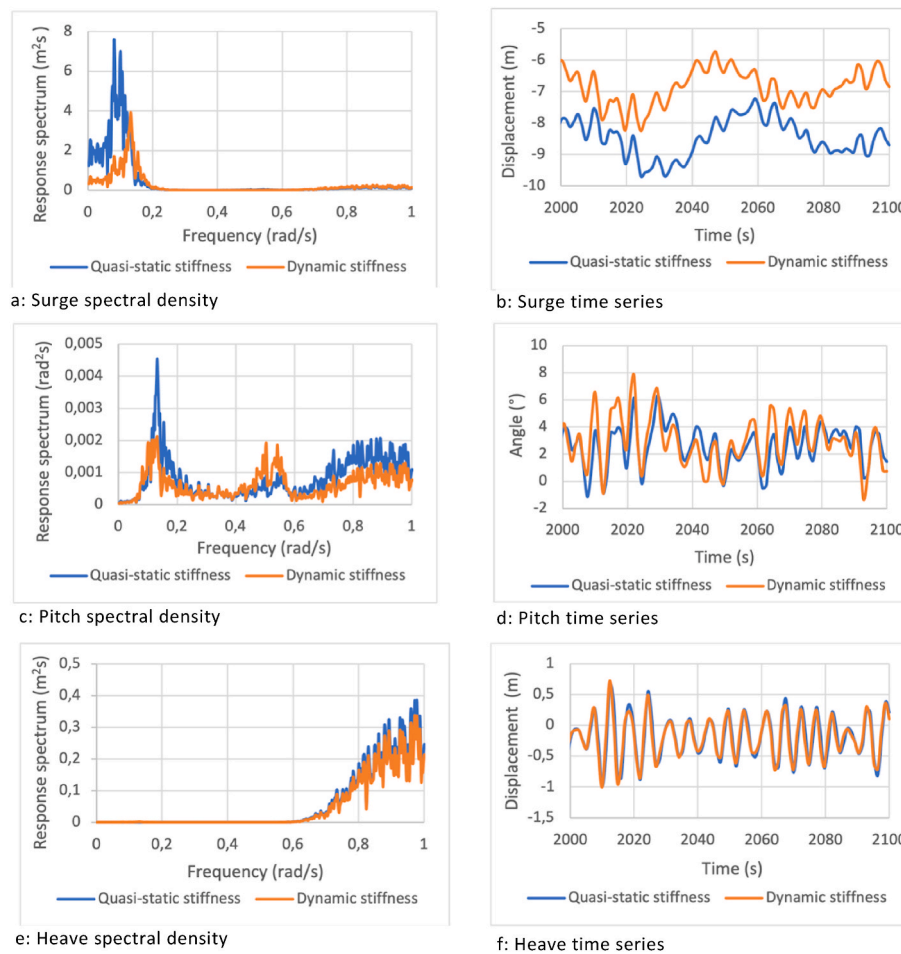 8
6
4
2
0
Response spectrum (m²s)
0 0,2 0,4 0,6 0,8 1
Frequency (rad/s)
Quasi-static stiffness Dynamic stiffness
a: Surge spectral density
-5
-6
-7
-8
-9
-10
Displacement (m)
2000 2020 2040 2060 2080 2100
Time (s)
Quasi-static stiffness Dynamic stiffness
b: Surge time series
0,005
0,004
0,003
0,002
0,001
0
Response spectrum (rad²s)
0 0,2 0,4 0,6 0,8 1
Frequency (rad/s)
Quasi-static stiffness Dynamic stiffness
c: Pitch spectral density
10
8
6
4
2
0
-2
Angle (°)
2000 2020 2040 2060 2080 2100
Time (s)
Quasi-static stiffness Dynamic stiffness
d: Pitch time series
0,5
0,4
0,3
0,2
0,1
0
Response spectrum (m²s)
0 0,2 0,4 0,6 0,8 1
Frequency (rad/s)
Quasi-static stiffness Dynamic stiffness
e: Heave spectral density
1
0,5
0
-0,5
-1
-1,5
Displacement (m)
2000 2020 2040 2060 2080 2100
Time (s)
Quasi-static stiffness Dynamic stiffness
f: Heave time series